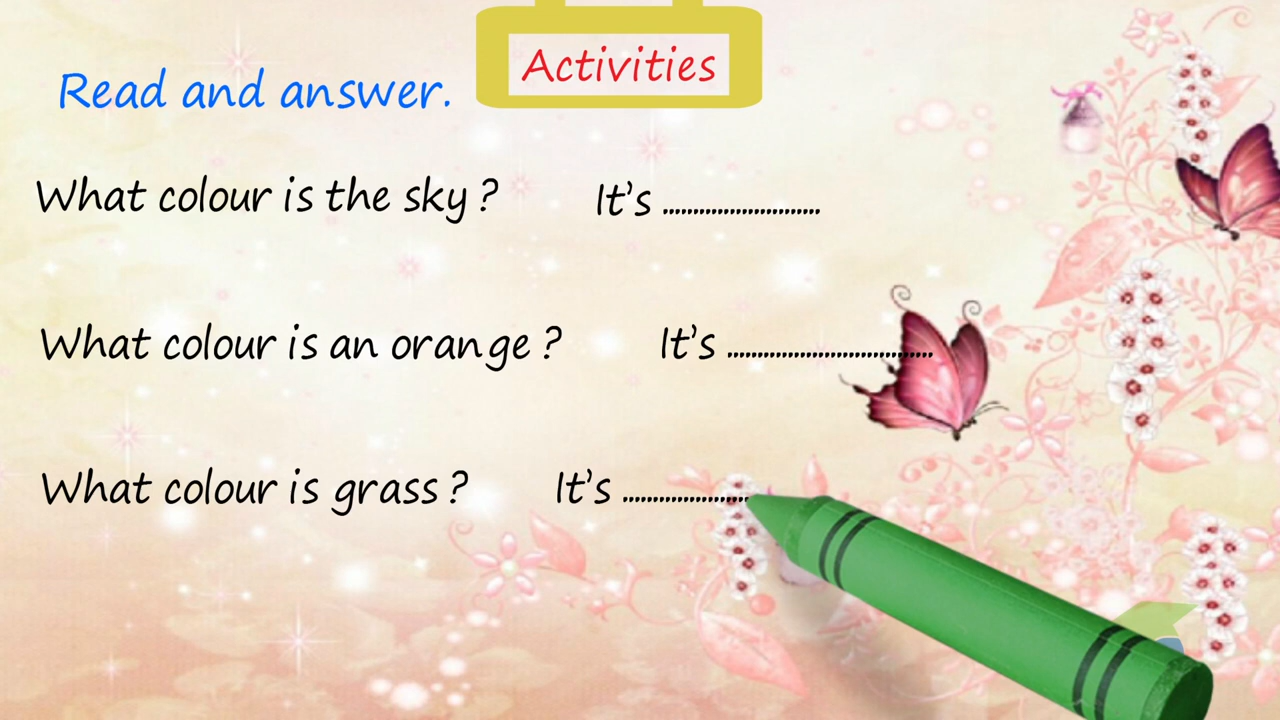 Activities
Read and answer.
What colour is the sky ? It's ..........................
What colour is an orange ? It's ..................................
What colour is grass ? It's .....................